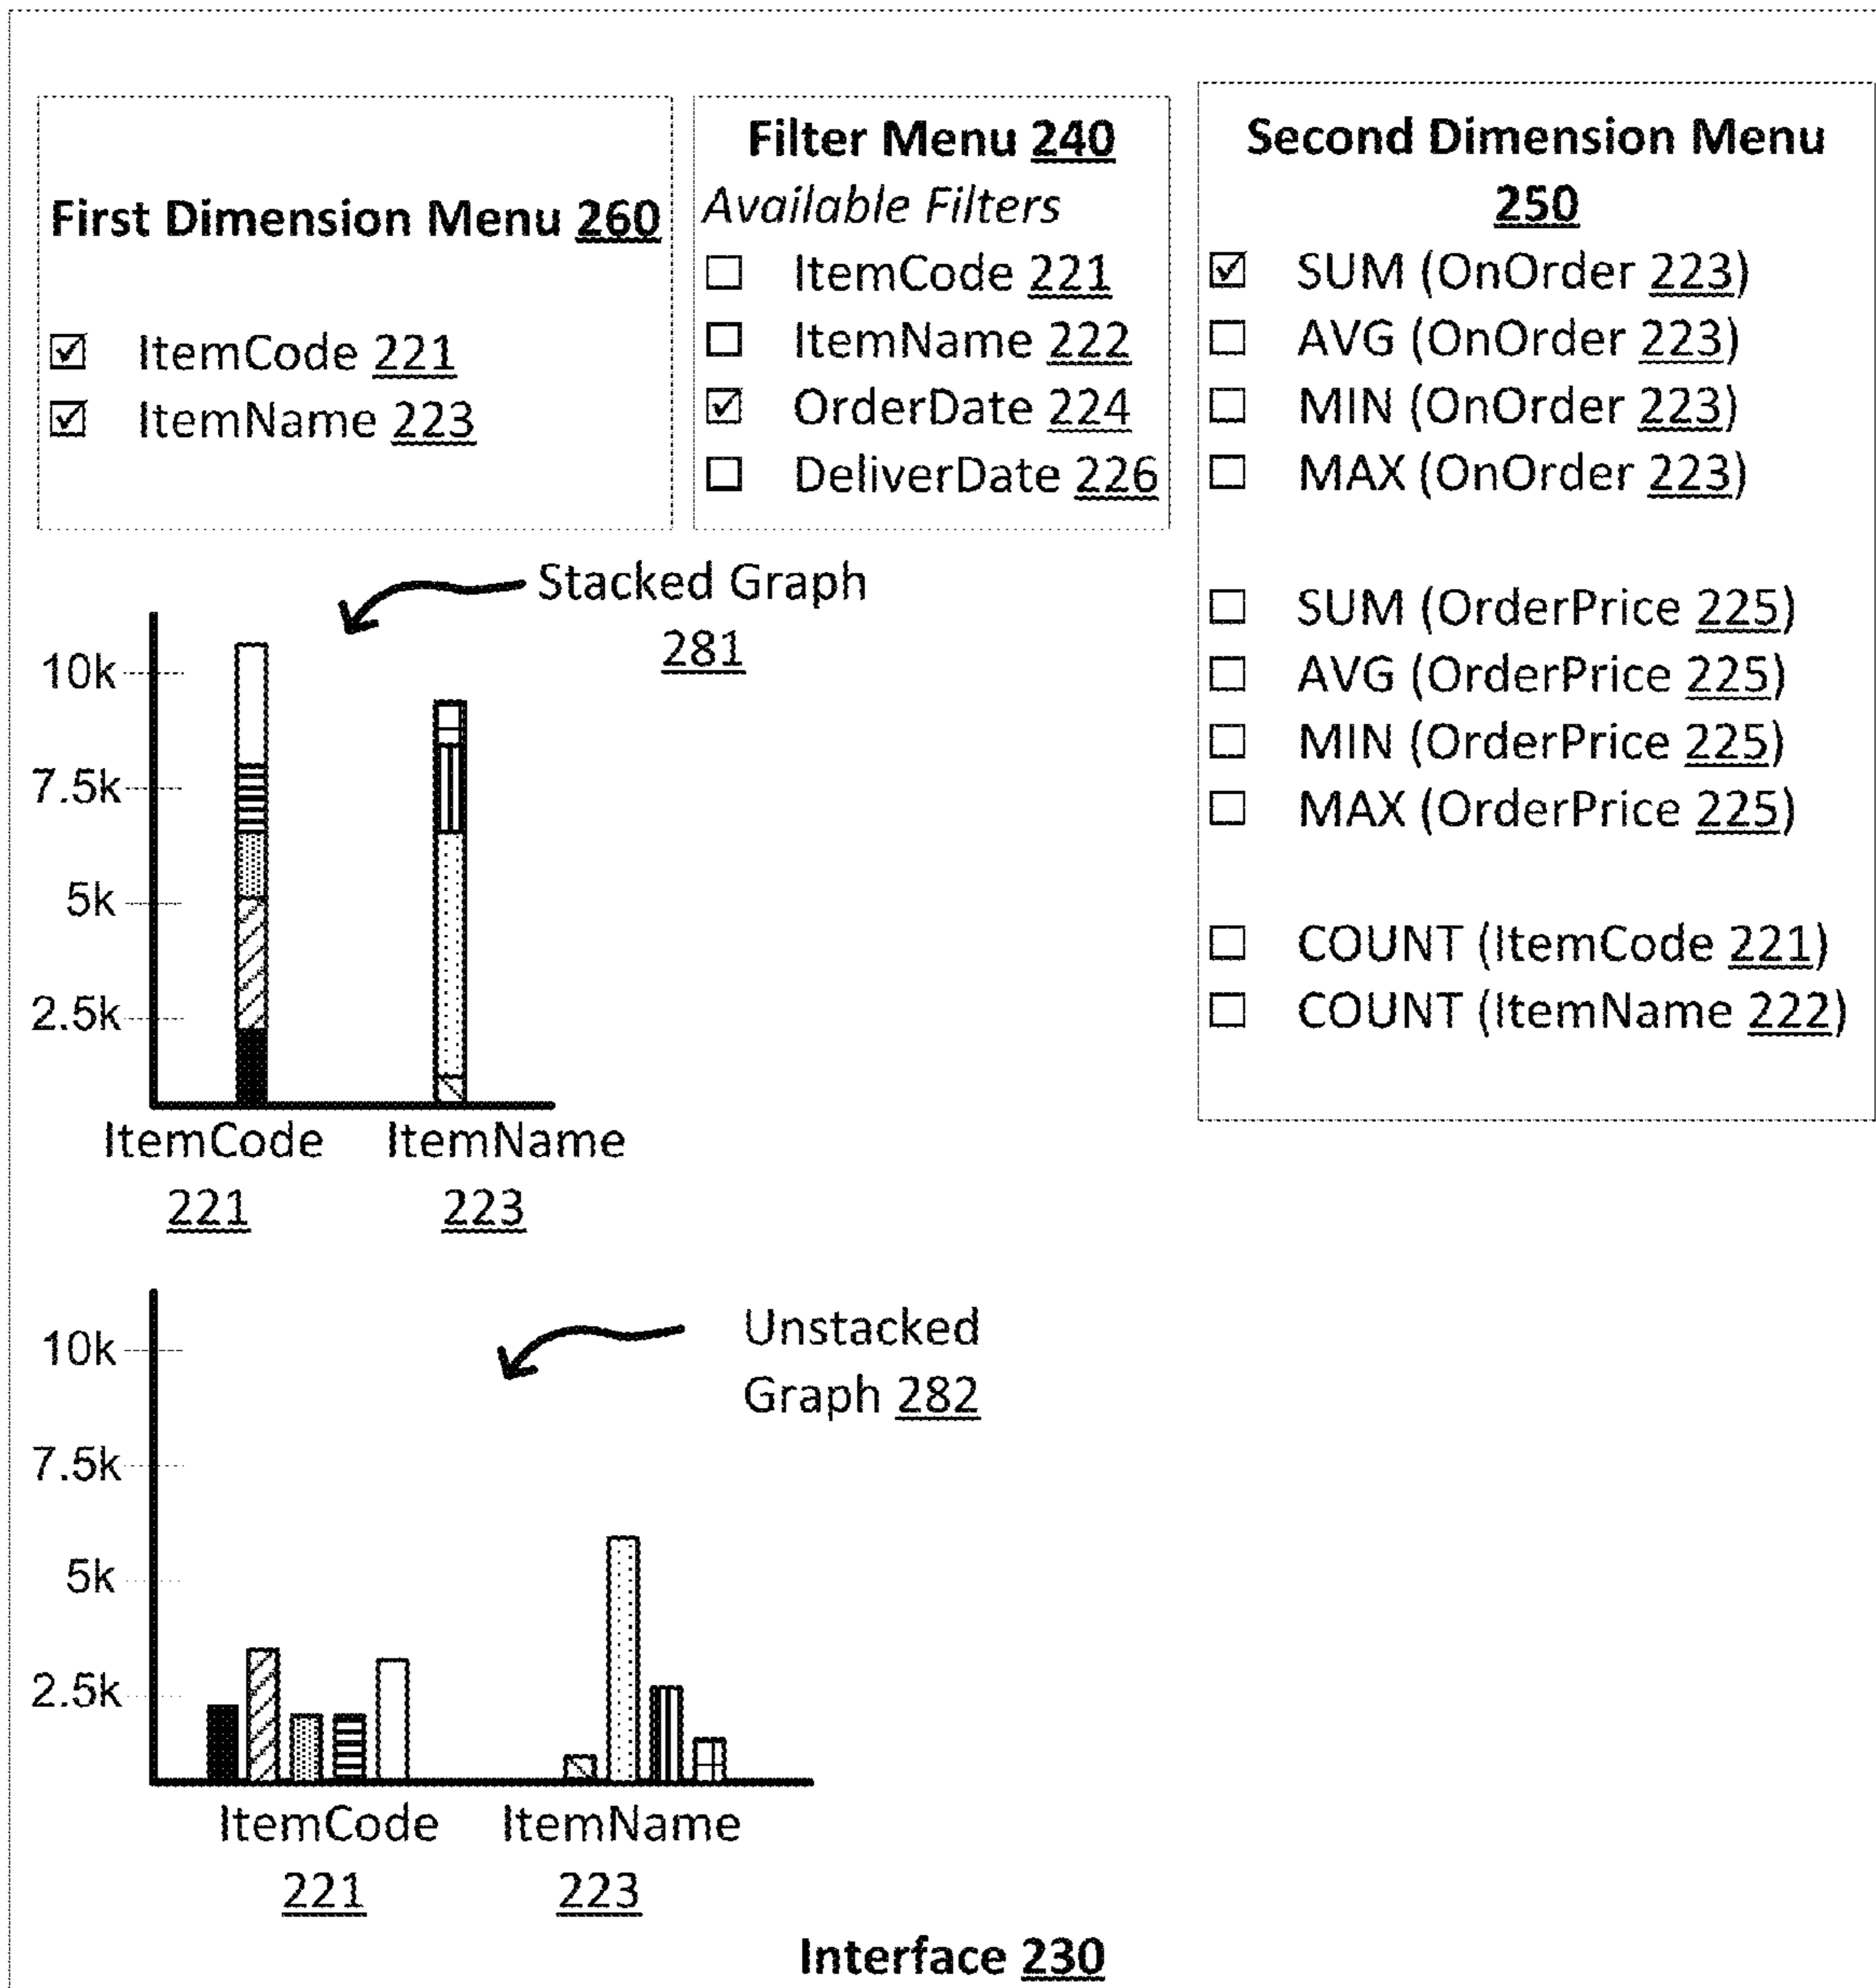 First Dimension Menu 260
ItemCode 221
ItemName 223
Filter Menu 240
Available Filters
ItemCode 221
ItemName 222
OrderDate 224
DeliverDate 226
Second Dimension Menu
250
SUM (OnOrder 223)
AVG (OnOrder 223)
MIN (OnOrder 223)
MAX (OnOrder 223)
SUM (OrderPrice 225)
AVG (OrderPrice 225)
MIN (OrderPrice 225)
MAX (OrderPrice 225)
COUNT (ItemCode 221)
COUNT (ItemName 222)
Stacked Graph
281
10k
7.5k
5k
2.5k
ItemCode
221
ItemName
223
Unstacked
Graph 282
10k
7.5k
5k
2.5k
ItemCode
221
ItemName
223
Interface 230